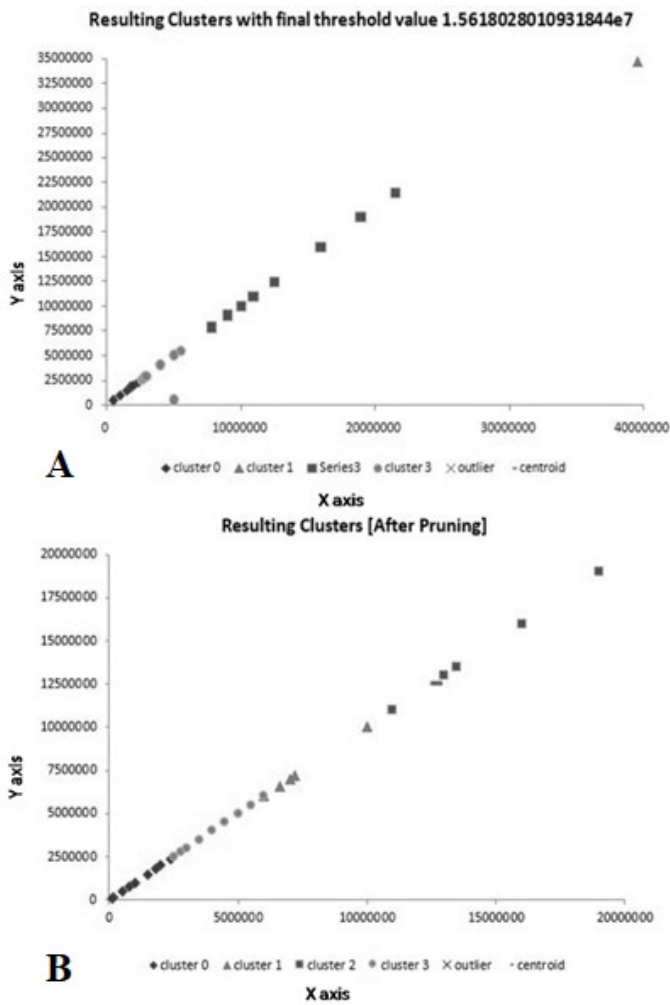 Resulting Clusters with final threshold value 1.5618028010931844e7
35000000
32500000
30000000
27500000
25000000
22500000
20000000
17500000
15000000
12500000
10000000
7500000
5000000
2500000
0
Y axis
0 10000000 20000000 30000000 40000000
A
cluster 0 cluster 1 Series3 cluster 3 outlier centroid
X axis
Resulting Clusters [After Pruning]
20000000
17500000
15000000
12500000
10000000
7500000
5000000
2500000
0
Y axis
0 5000000 10000000 15000000 20000000
B
cluster 0 cluster 1 cluster 2 cluster 3 outlier centroid
X axis